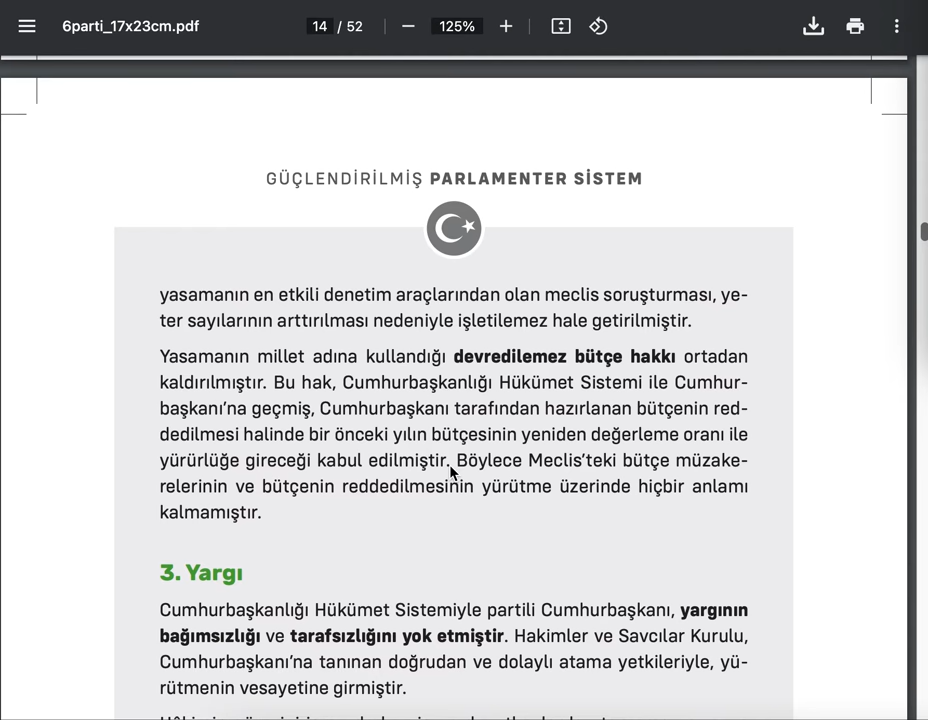 6parti_17x23cm.pdf
14 / 52
125%
GÜÇLENDİRİLMİŞ PARLAMENTER SİSTEM
yasamanın en etkili denetim araçlarından olan meclis soruşturması, ye-
ter sayılarının arttırılması nedeniyle işletilemez hale getirilmiştir.
Yasamanın millet adına kullandığı devredilemez bütçe hakkı ortadan
kaldırılmıştır. Bu hak, Cumhurbaşkanlığı Hükümet Sistemi ile Cumhur-
başkanı’na geçmiş, Cumhurbaşkanı tarafından hazırlanan bütçenin red-
dedilmesi halinde bir önceki yılın bütçesinin yeniden değerleme oranı ile
yürürlüğe gireceği kabul edilmiştir. Böylece Meclis’teki bütçe müzake-
relerinin ve bütçenin reddedilmesinin yürütme üzerinde hiçbir anlamı
kalmamıştır.
3. Yargı
Cumhurbaşkanlığı Hükümet Sistemiyle partili Cumhurbaşkanı, yargının
bağımsızlığı ve tarafsızlığını yok etmiştir. Hakimler ve Savcılar Kurulu,
Cumhurbaşkanı’na tanınan doğrudan ve dolaylı atama yetkileriyle, yü-
rütmenin vesayetine girmiştir.